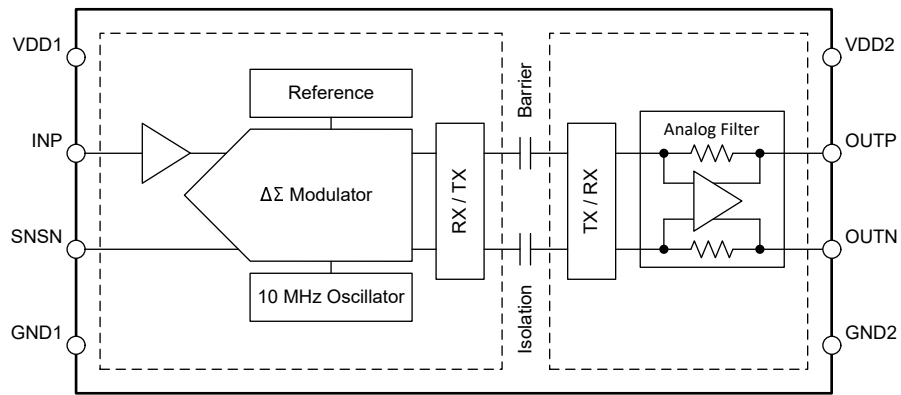 VDD1
VDD2
Reference
Barrier
Analog Filter
INP
OUTP
ΔΣ Modulator
RX / TX
TX / RX
SNSN
OUTN
10 MHz Oscillator
Isolation
GND1
GND2